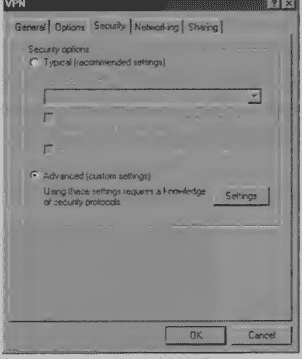 VPN
General Options Security Networking Sharing
Security options
Typical (recommended settings)
Advanced (custom settings)
Using these settings requires a knowledge
of security protocols.
Settings
OK Cancel